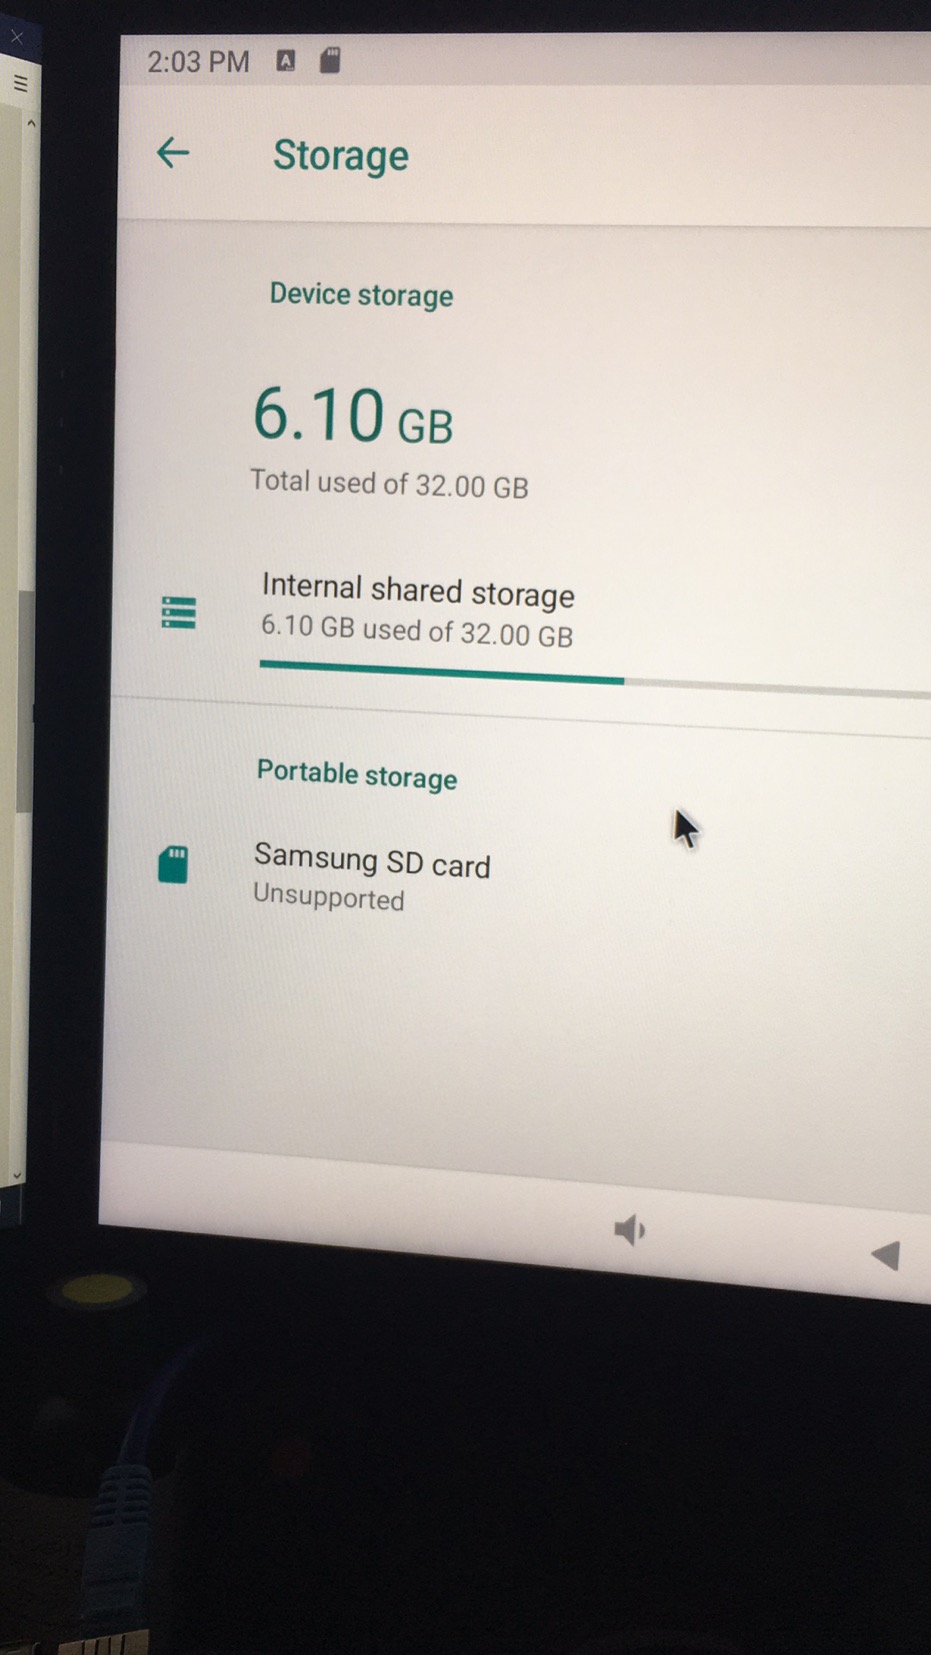 2:03 PM
Storage
Device storage
6.10 GB
Total used of 32.00 GB
Internal shared storage
6.10 GB used of 32.00 GB
Portable storage
Samsung SD card
Unsupported